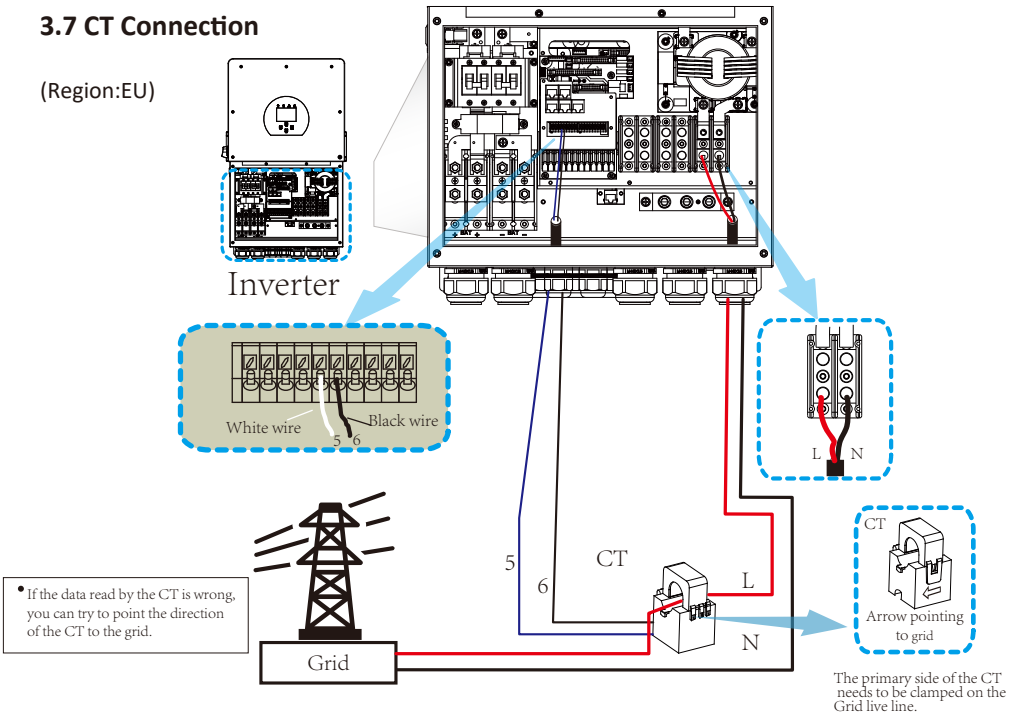 3.7 CT Connection
(Region:EU)
+ BAT +
- BAT -
Inverter
White wire
Black wire
5 6
L N
5
6
CT
L
N
CT
Arrow pointing
to grid
• If the data read by the CT is wrong,
you can try to point the direction
of the CT to the grid.
Grid
The primary side of the CT
needs to be clamped on the
Grid live line.